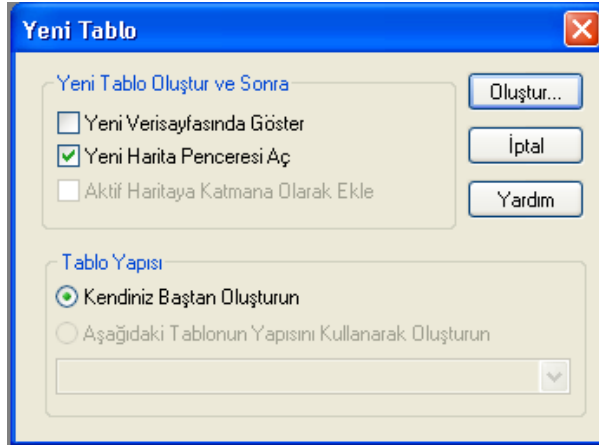 Yeni Tablo
Yeni Tablo Oluştur ve Sonra
Yeni Verisayfasında Göster
Yeni Harita Penceresi Aç
Aktif Haritaya Katmana Olarak Ekle
Oluştur...
İptal
Yardım
Tablo Yapısı
Kendiniz Baştan Oluşturun
Aşağıdaki Tablonun Yapısını Kullanarak Oluşturun